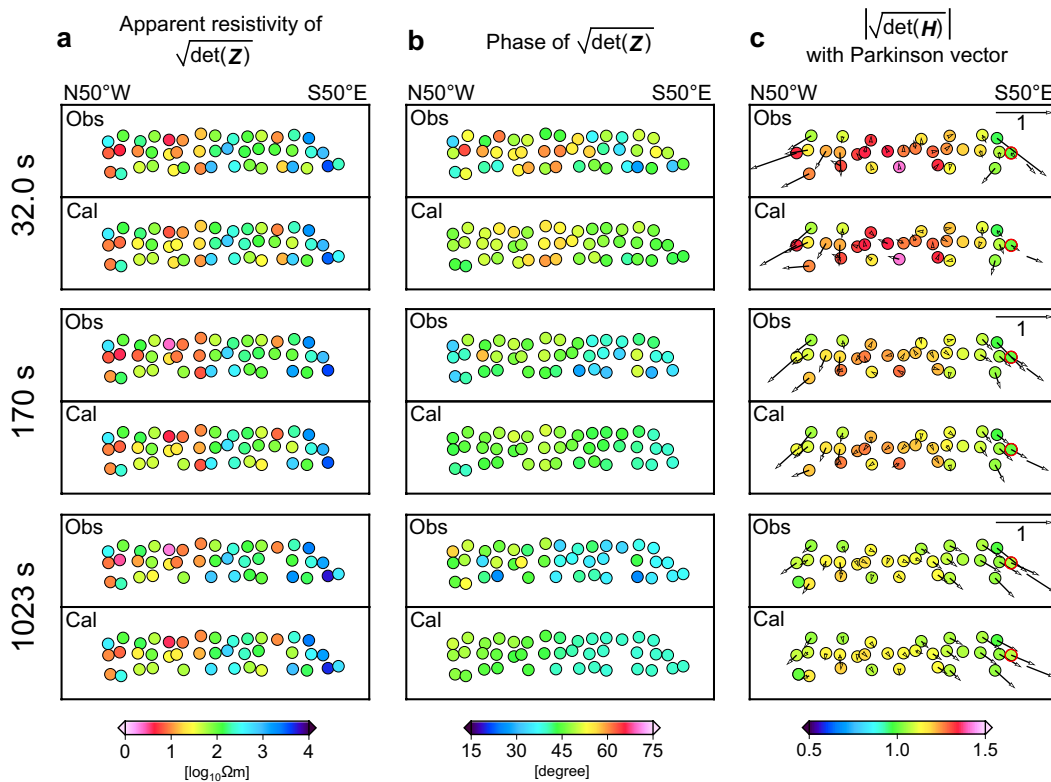 a
Apparent resistivity of
√det(Z)
b
Phase of √det(Z)
c
|√det(H)|
with Parkinson vector
N50°W
S50°E
N50°W
S50°E
N50°W
S50°E
32.0 s
Obs
Obs
Obs
1
Cal
Cal
Cal
170 s
Obs
Obs
Obs
1
Cal
Cal
Cal
1023 s
Obs
Obs
Obs
1
Cal
Cal
Cal
0 1 2 3 4
[log₁₀Ωm]
15 30 45 60 75
[degree]
0.5 1.0 1.5